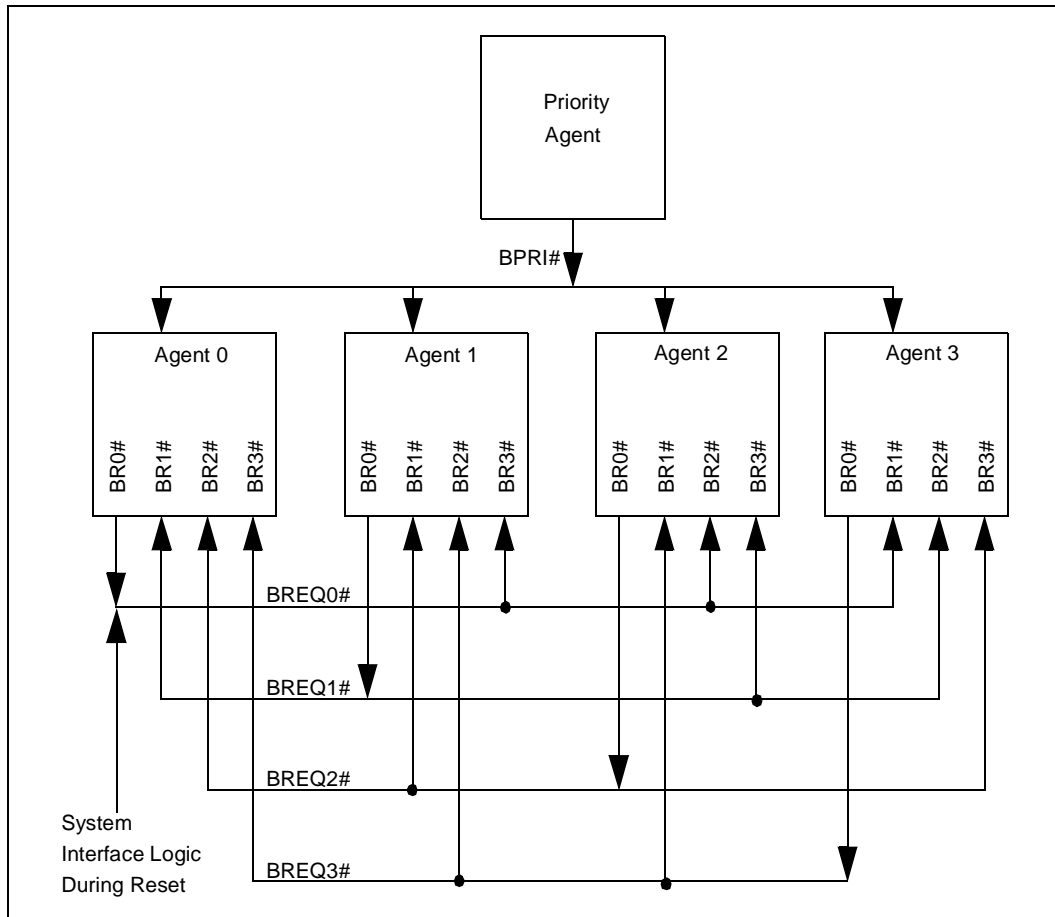 Priority
Agent
BPRI#
Agent 0
Agent 1
Agent 2
Agent 3
BR0#
BR1#
BR2#
BR3#
BR0#
BR1#
BR2#
BR3#
BR0#
BR1#
BR2#
BR3#
BR0#
BR1#
BR2#
BR3#
BREQ0#
BREQ1#
BREQ2#
BREQ3#
System
Interface Logic
During Reset